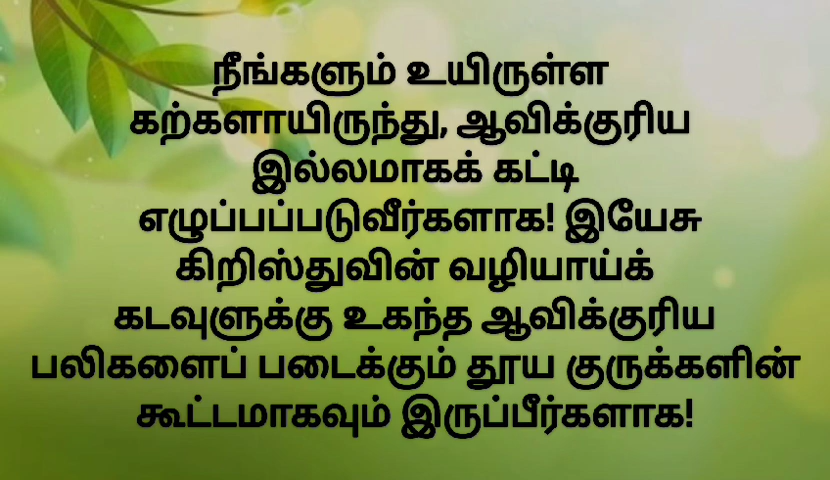 நீங்களும் உயிருள்ள
கற்களாயிருந்து, ஆவிக்குரிய
இல்லமாகக் கட்டி
எழுப்பப்படுவீர்களாக! இயேசு
கிறிஸ்துவின் வழியாய்க்
கடவுளுக்கு உகந்த ஆவிக்குரிய
பலிகளைப் படைக்கும் தூய குருக்களின்
கூட்டமாகவும் இருப்பீர்களாக!